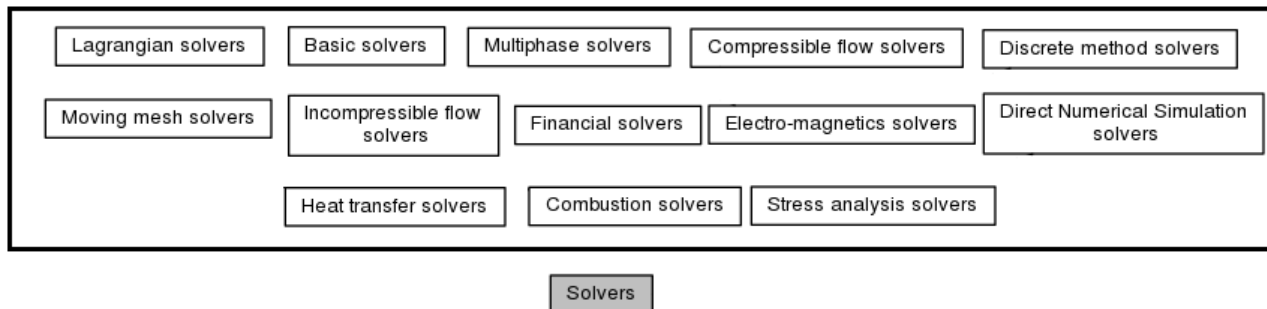 Lagrangian solvers
Basic solvers
Multiphase solvers
Compressible flow solvers
Discrete method solvers
Moving mesh solvers
Incompressible flow
solvers
Financial solvers
Electro-magnetics solvers
Direct Numerical Simulation
solvers
Heat transfer solvers
Combustion solvers
Stress analysis solvers
Solvers